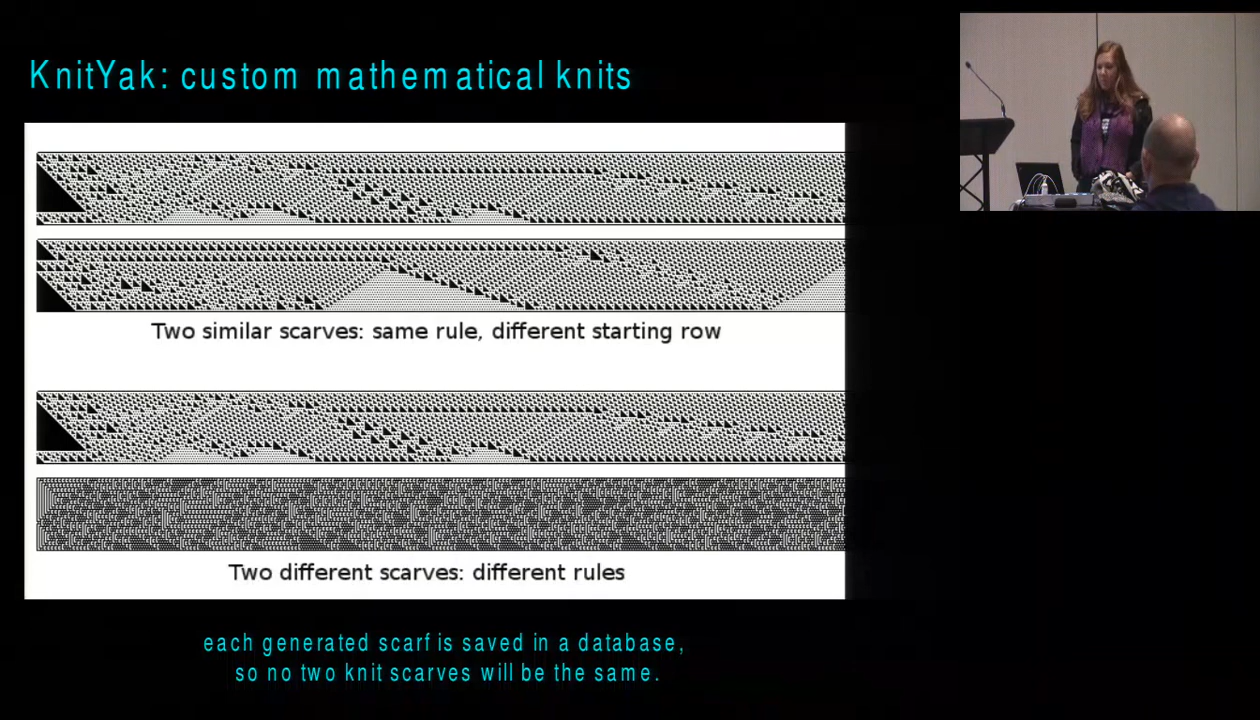 KnitYak: custom mathematical knits
Two similar scarves: same rule, different starting row
Two different scarves: different rules
each generated scarf is saved in a database,
so no two knit scarves will be the same.